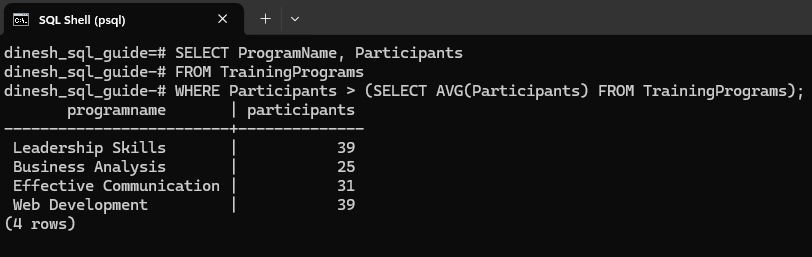 SQL Shell (psql)
dinesh_sql_guide=# SELECT ProgramName, Participants
dinesh_sql_guide-# FROM TrainingPrograms
dinesh_sql_guide-# WHERE Participants > (SELECT AVG(Participants) FROM TrainingPrograms);
programname | participants
-------------------------+--------------
Leadership Skills | 39
Business Analysis | 25
Effective Communication | 31
Web Development | 39
(4 rows)